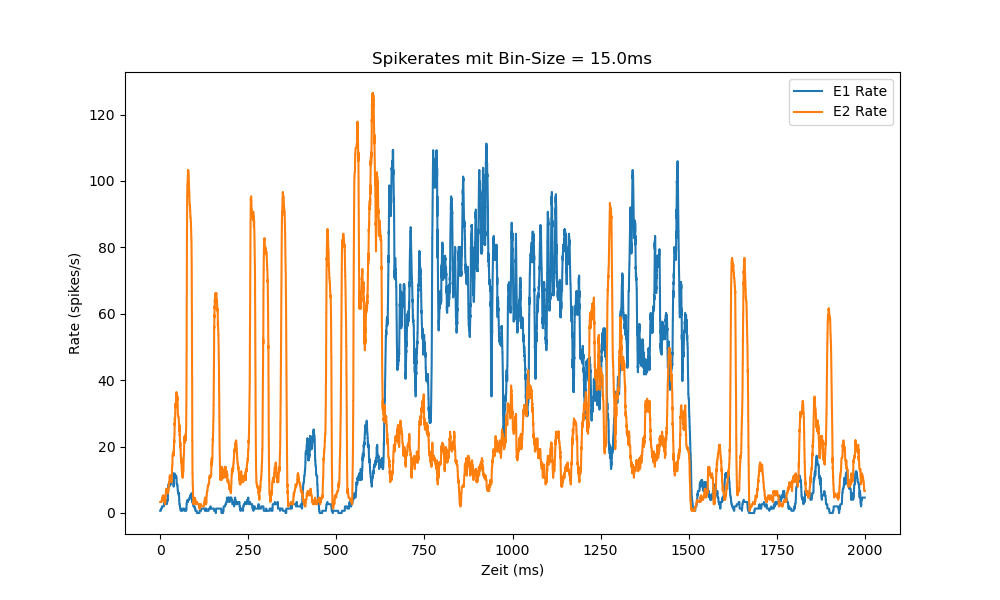 Spikerates mit Bin-Size = 15.0ms
E1 Rate
E2 Rate
Rate (spikes/s)
120
100
80
60
40
20
0
0 250 500 750 1000 1250 1500 1750 2000
Zeit (ms)